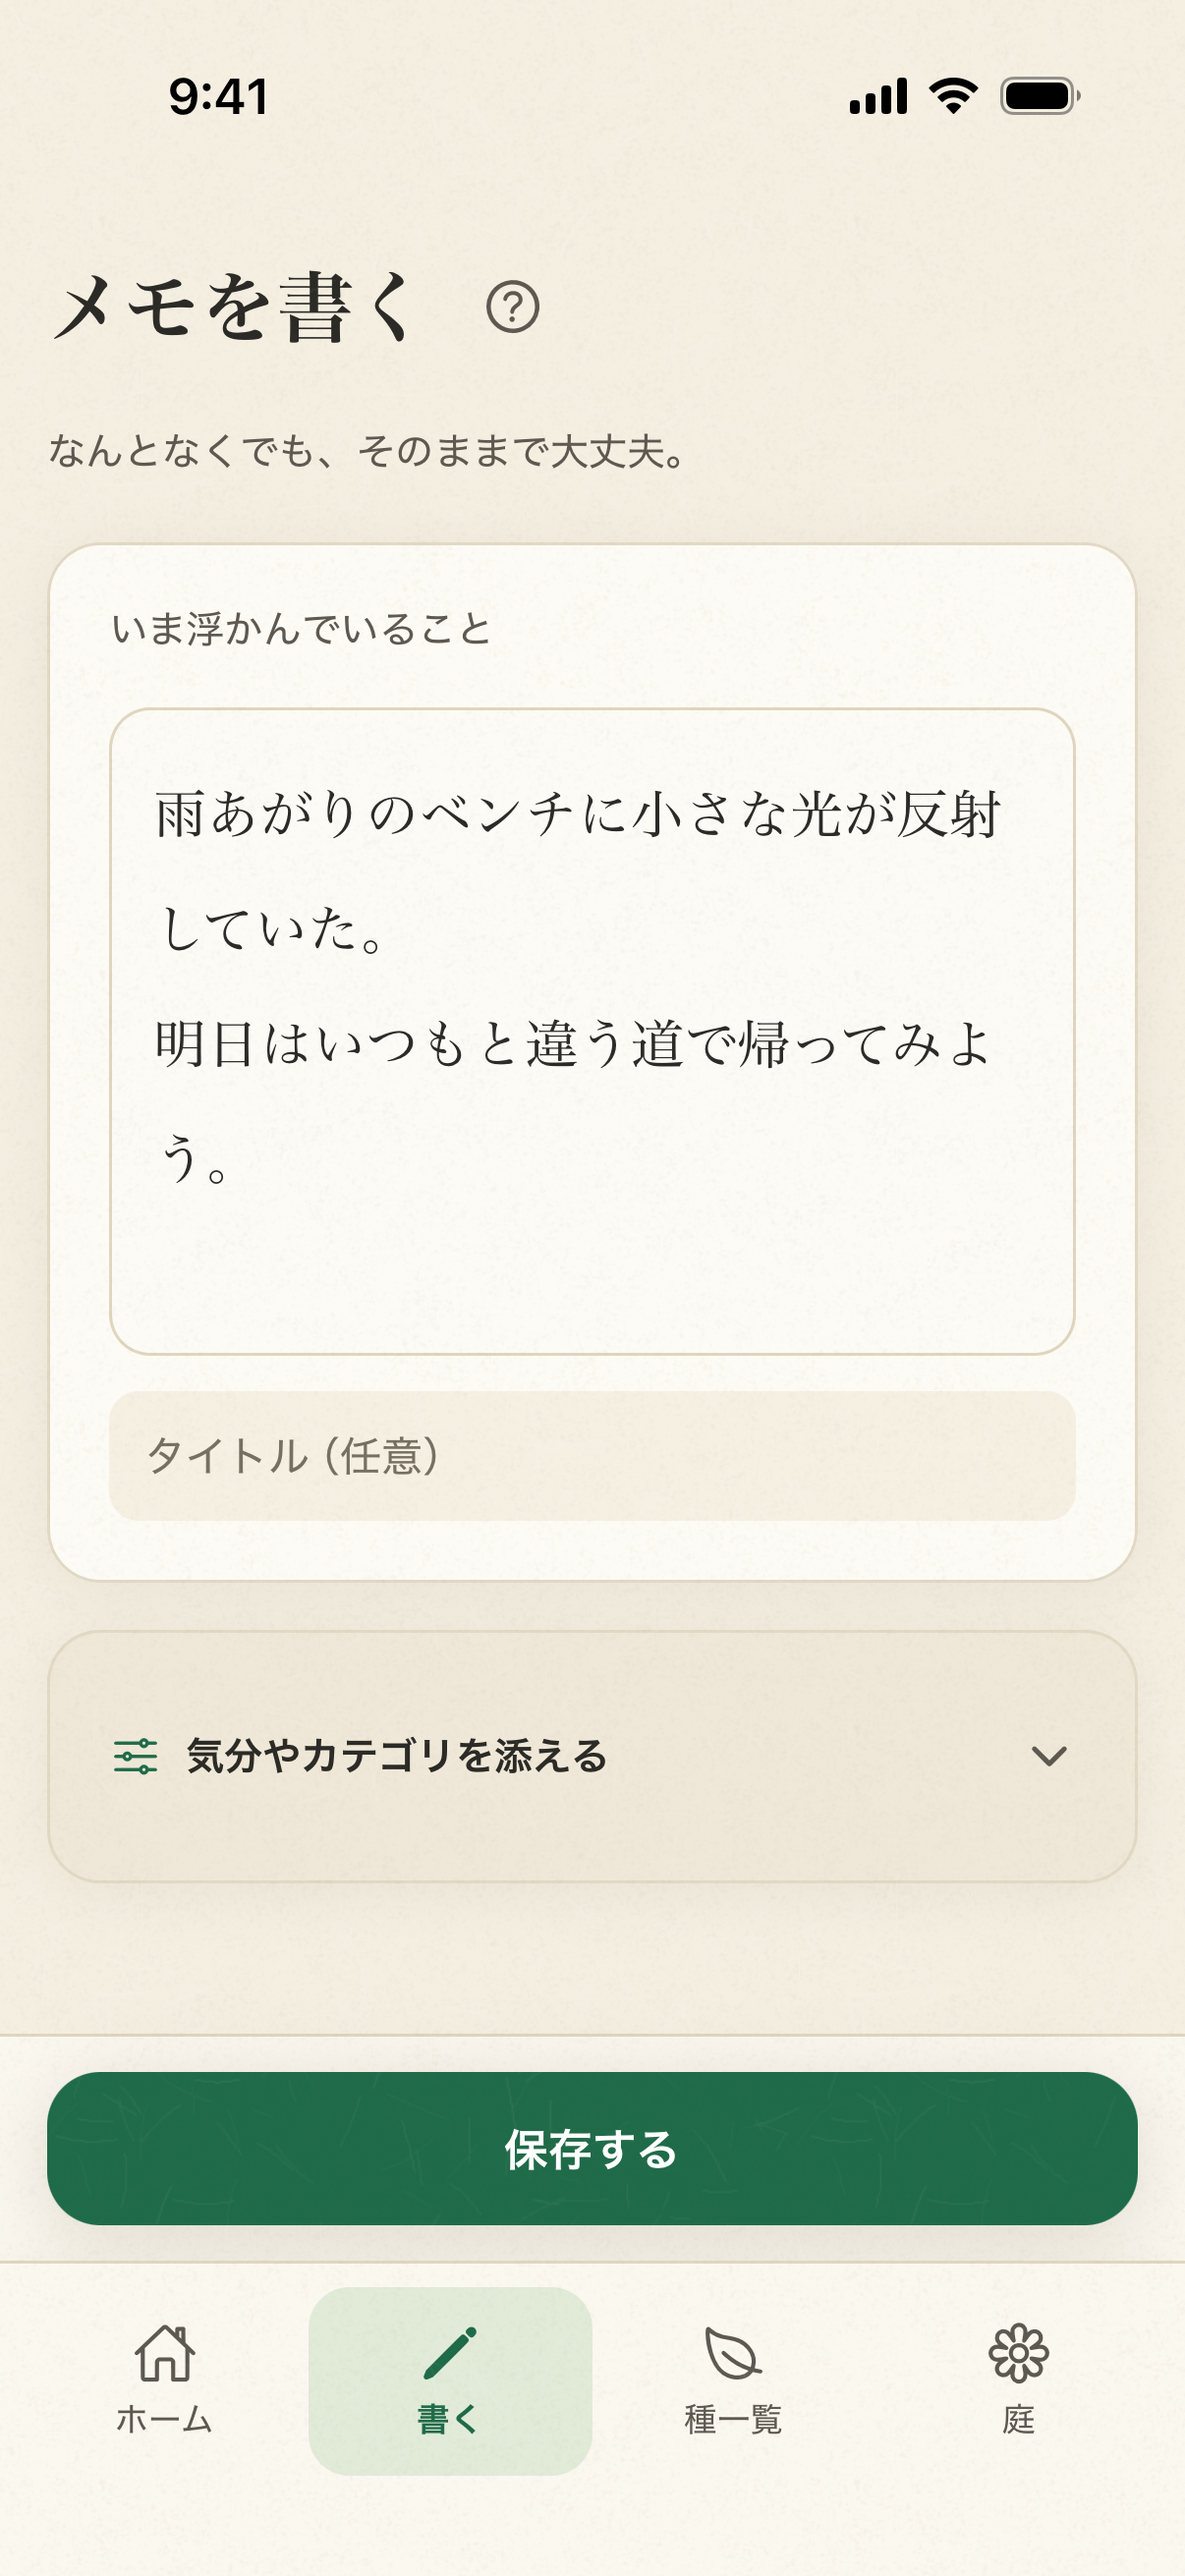 9:41
メモを書く
なんとなくでも、そのままで大丈夫。
いま浮かんでいること
雨あがりのベンチに小さな光が反射
していた。
明日はいつもと違う道で帰ってみよ
う。
タイトル（任意）
気分やカテゴリを添える
保存する
ホーム
書く
種一覧
庭